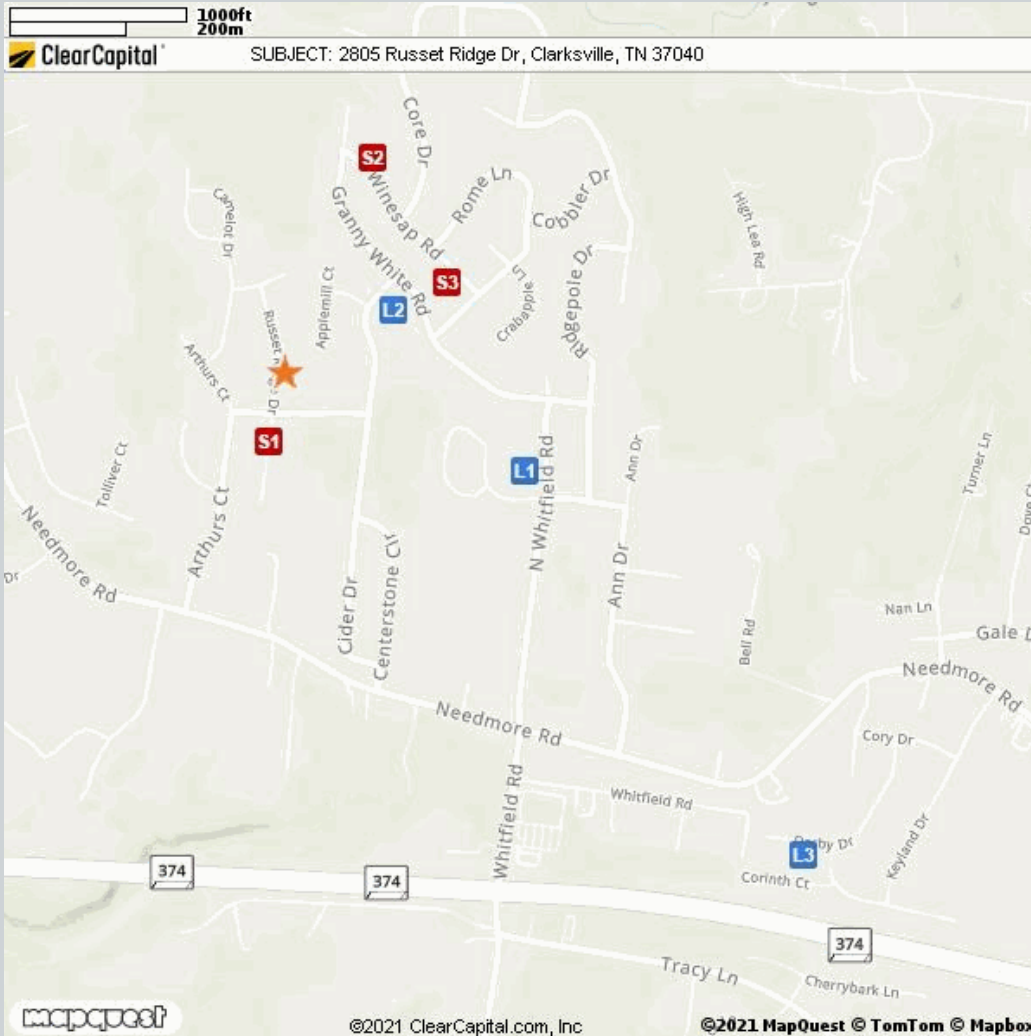 1000ft
200m
ClearCapital
SUBJECT: 2805 Russet Ridge Dr, Clarksville, TN 37040
Core Dr
S2
Winesap Rd
Rome Ln
Cobbler Dr
Camelot Dr
Granny White Rd
High Lea Rd
S3
Crabapple Ln
Ridgepole Dr
Applemill Ct
L2
Russet
Dr
Arthurs Ct
S1
L1
N Whitfield Rd
Ann Dr
Turner Ln
Tolliver Ct
Needmore Rd
Arthurs Ct
Dr
Cider Dr
Centerstone Cir
Ann Dr
Bell Rd
Nan Ln
Gale
Needmore Rd
Needmore Rd
Cory Dr
Whitfield Rd
Whitfield Rd
L3
Dr
Keyland Dr
Corinth Ct
374
374
374
Tracy Ln
Cherrybark Ln
mapquest
©2021 ClearCapital.com, Inc
©2021 MapQuest © TomTom © Mapbox